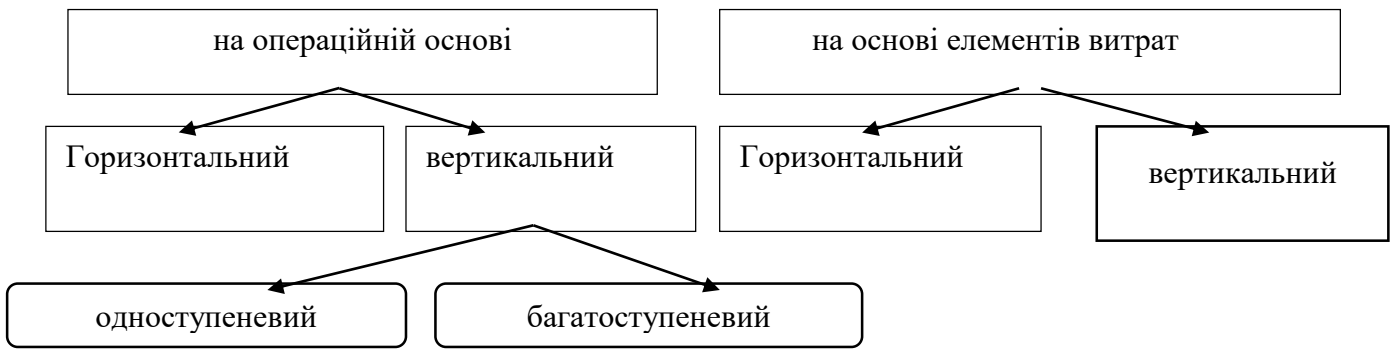 на операційній основі
на основі елементів витрат
Горизонтальний
вертикальний
Горизонтальний
вертикальний
одноступеневий
багатоступеневий